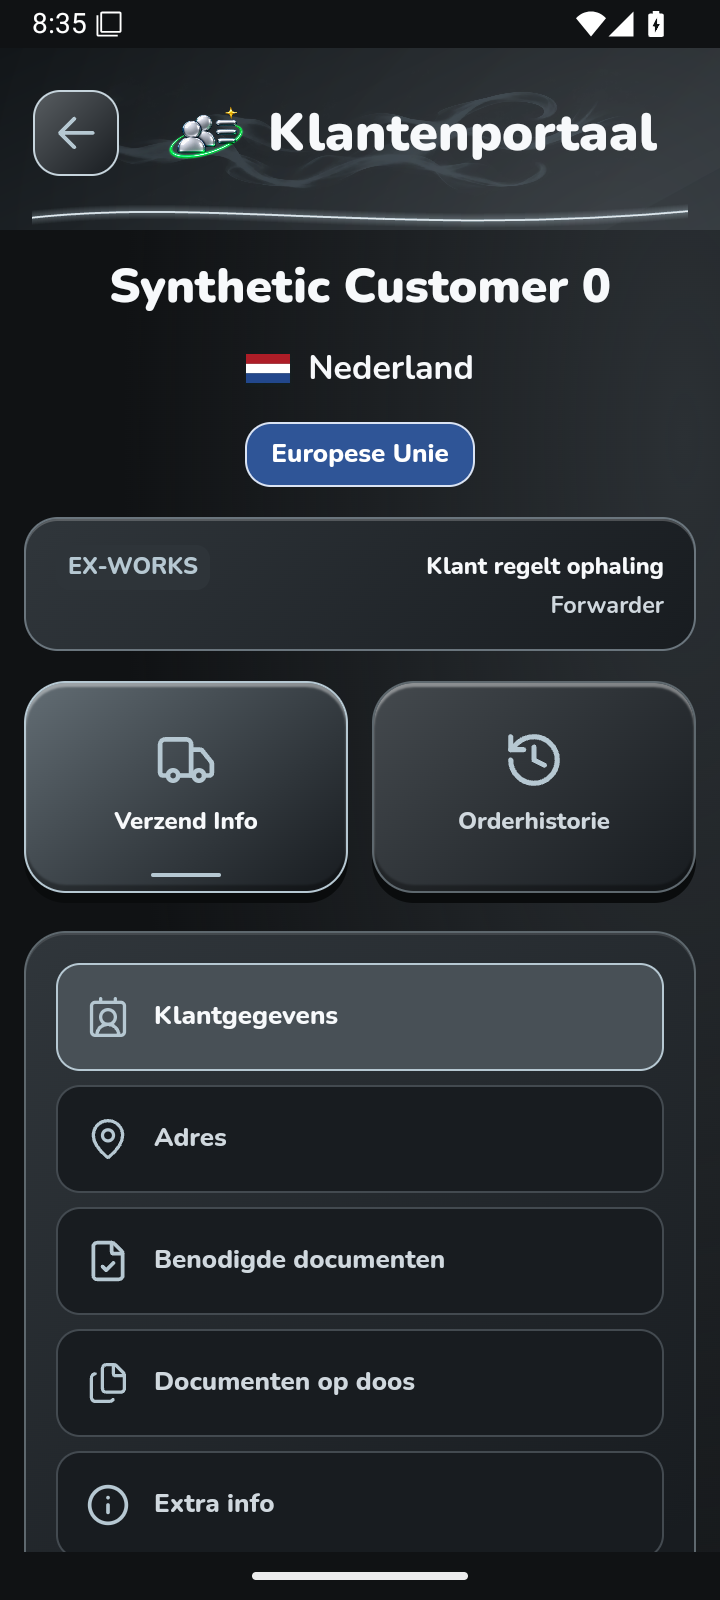 8:35
Klantenportaal
Synthetic Customer 0
Nederland
Europese Unie
EX-WORKS
Klant regelt ophaling
Forwarder
Verzend Info
Orderhistorie
Klantgegevens
Adres
Benodigde documenten
Documenten op doos
Extra info